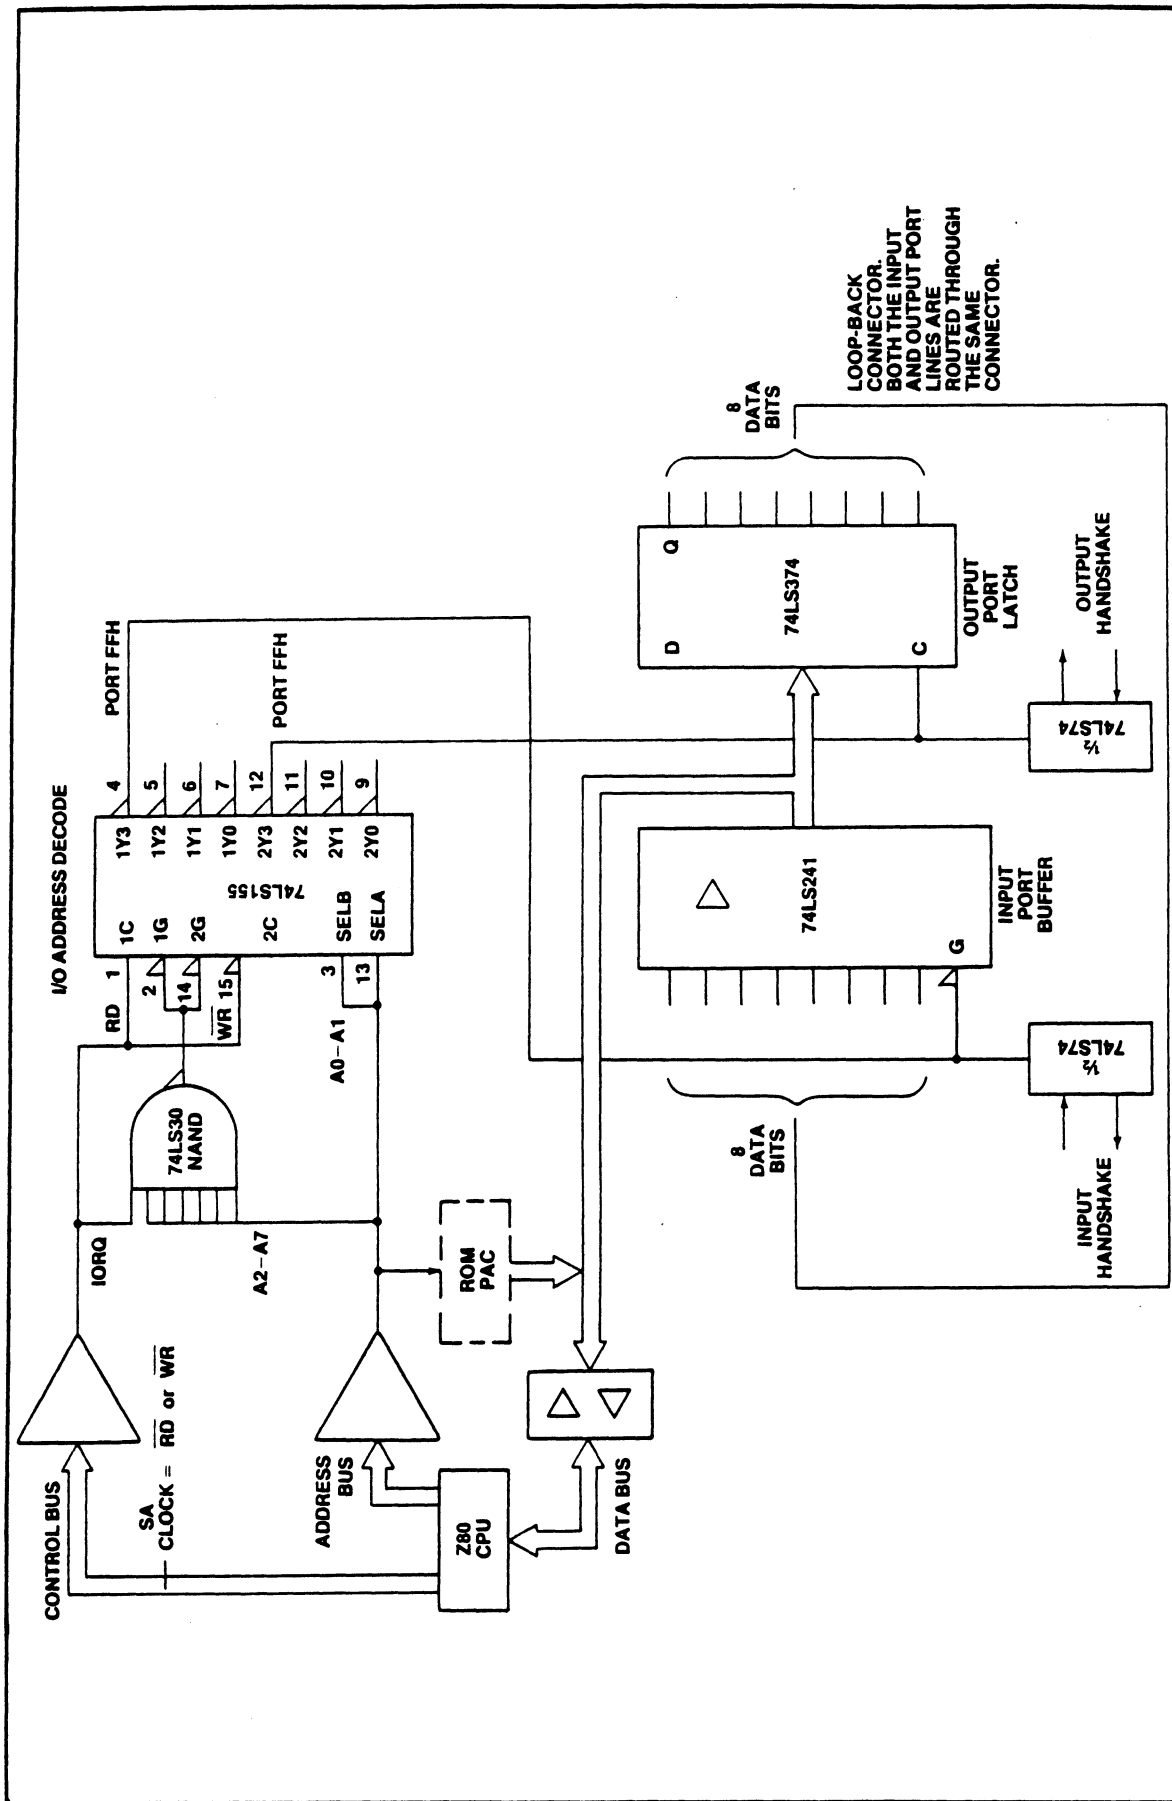 I/O ADDRESS DECODE
CONTROL BUS
SA
CLOCK = RD or WR
IORQ
RD
WR
74LS30
NAND
1
2
14
15
3
13
1C
1G
2G
2C
SELB
SELA
74LS155
1Y3
1Y2
1Y1
1Y0
2Y3
2Y2
2Y1
2Y0
4
5
6
7
12
11
10
9
PORT FFH
PORT FFH
A2–A7
A0–A1
ADDRESS
BUS
Z80
CPU
ROM
PAC
DATA BUS
8
DATA
BITS
74LS241
G
INPUT
PORT
BUFFER
D
Q
74LS374
C
OUTPUT
PORT
LATCH
8
DATA
BITS
LOOP-BACK
CONNECTOR.
BOTH THE INPUT
AND OUTPUT PORT
LINES ARE
ROUTED THROUGH
THE SAME
CONNECTOR.
INPUT
HANDSHAKE
½
74LS74
½
74LS74
OUTPUT
HANDSHAKE